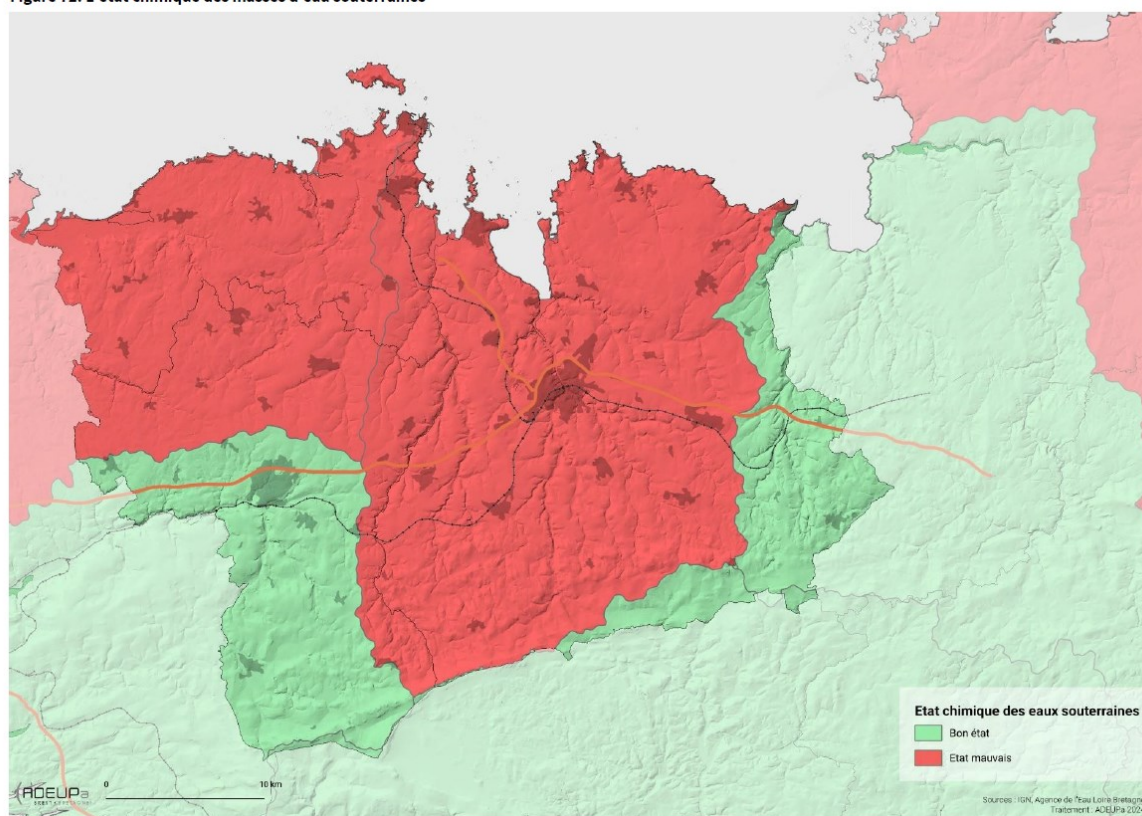 0
10 km
ADEUPa
Etat chimique des eaux souterraines
Bon état
Etat mauvais
Sources : IGN, Agence de l'Eau Loire Bretagne
Traitement : ADEUPa 2024